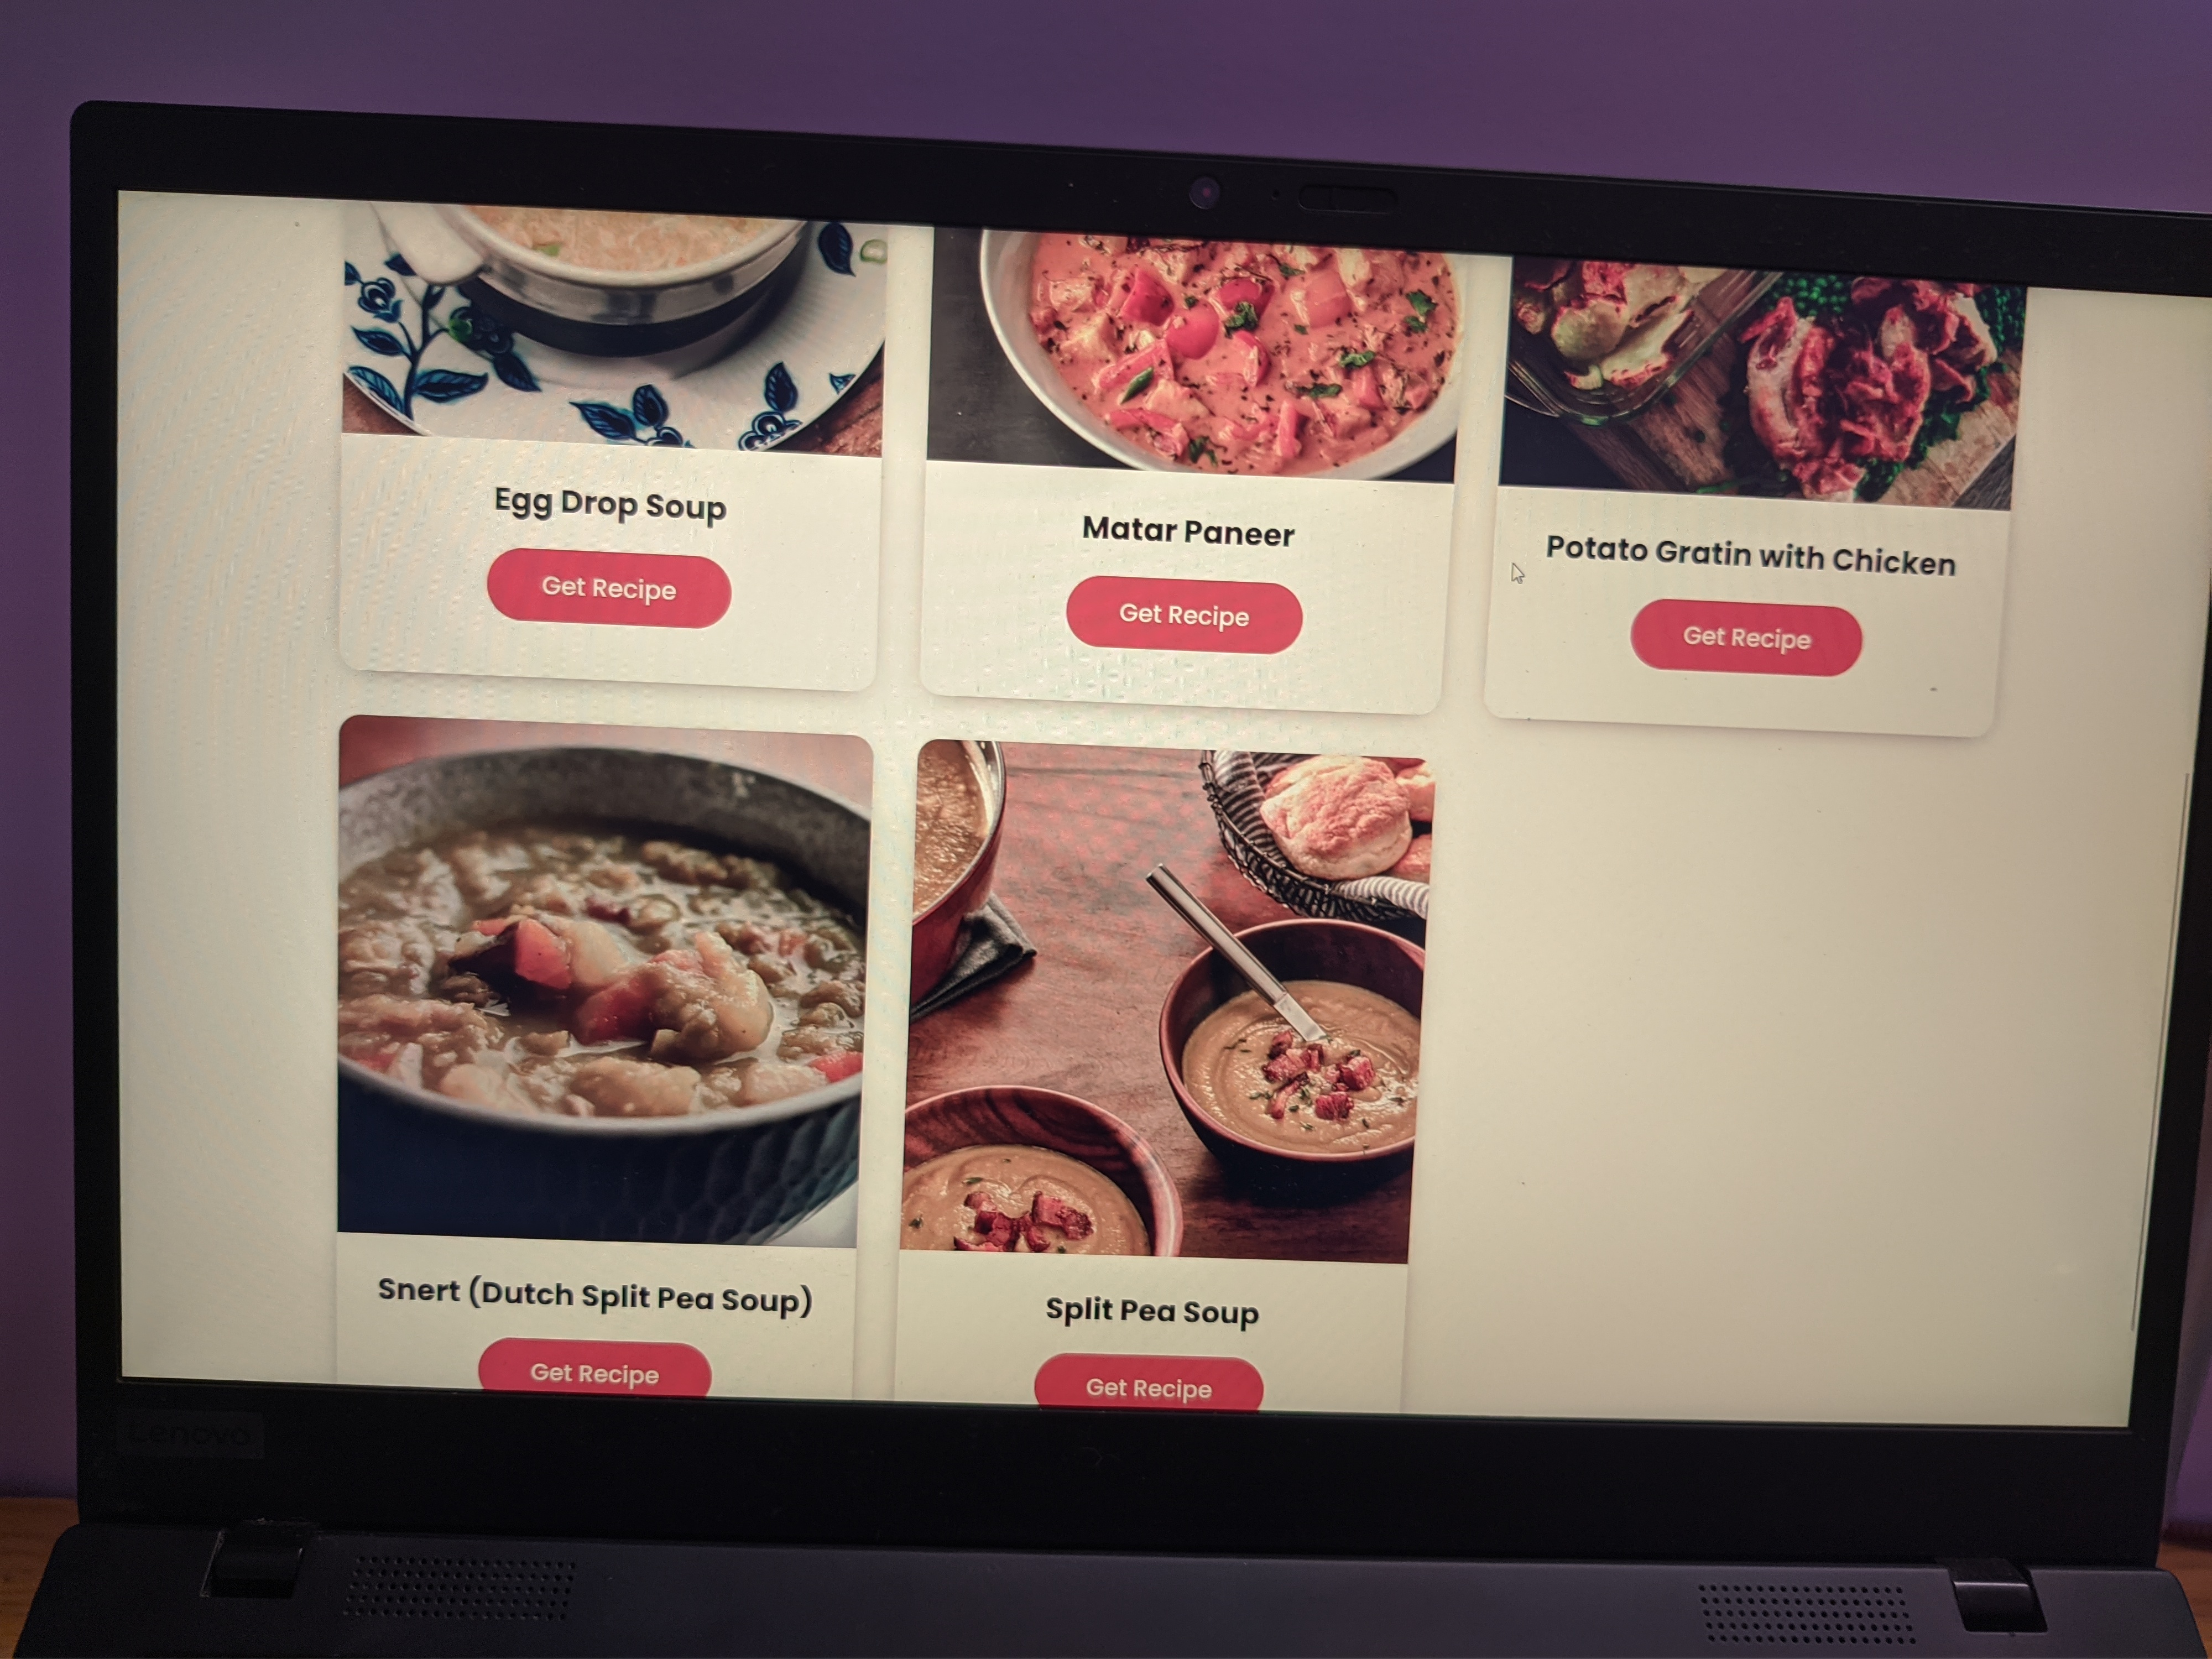 Egg Drop Soup
Get Recipe
Matar Paneer
Get Recipe
Potato Gratin with Chicken
Get Recipe
Snert (Dutch Split Pea Soup)
Get Recipe
Split Pea Soup
Get Recipe
Lenovo